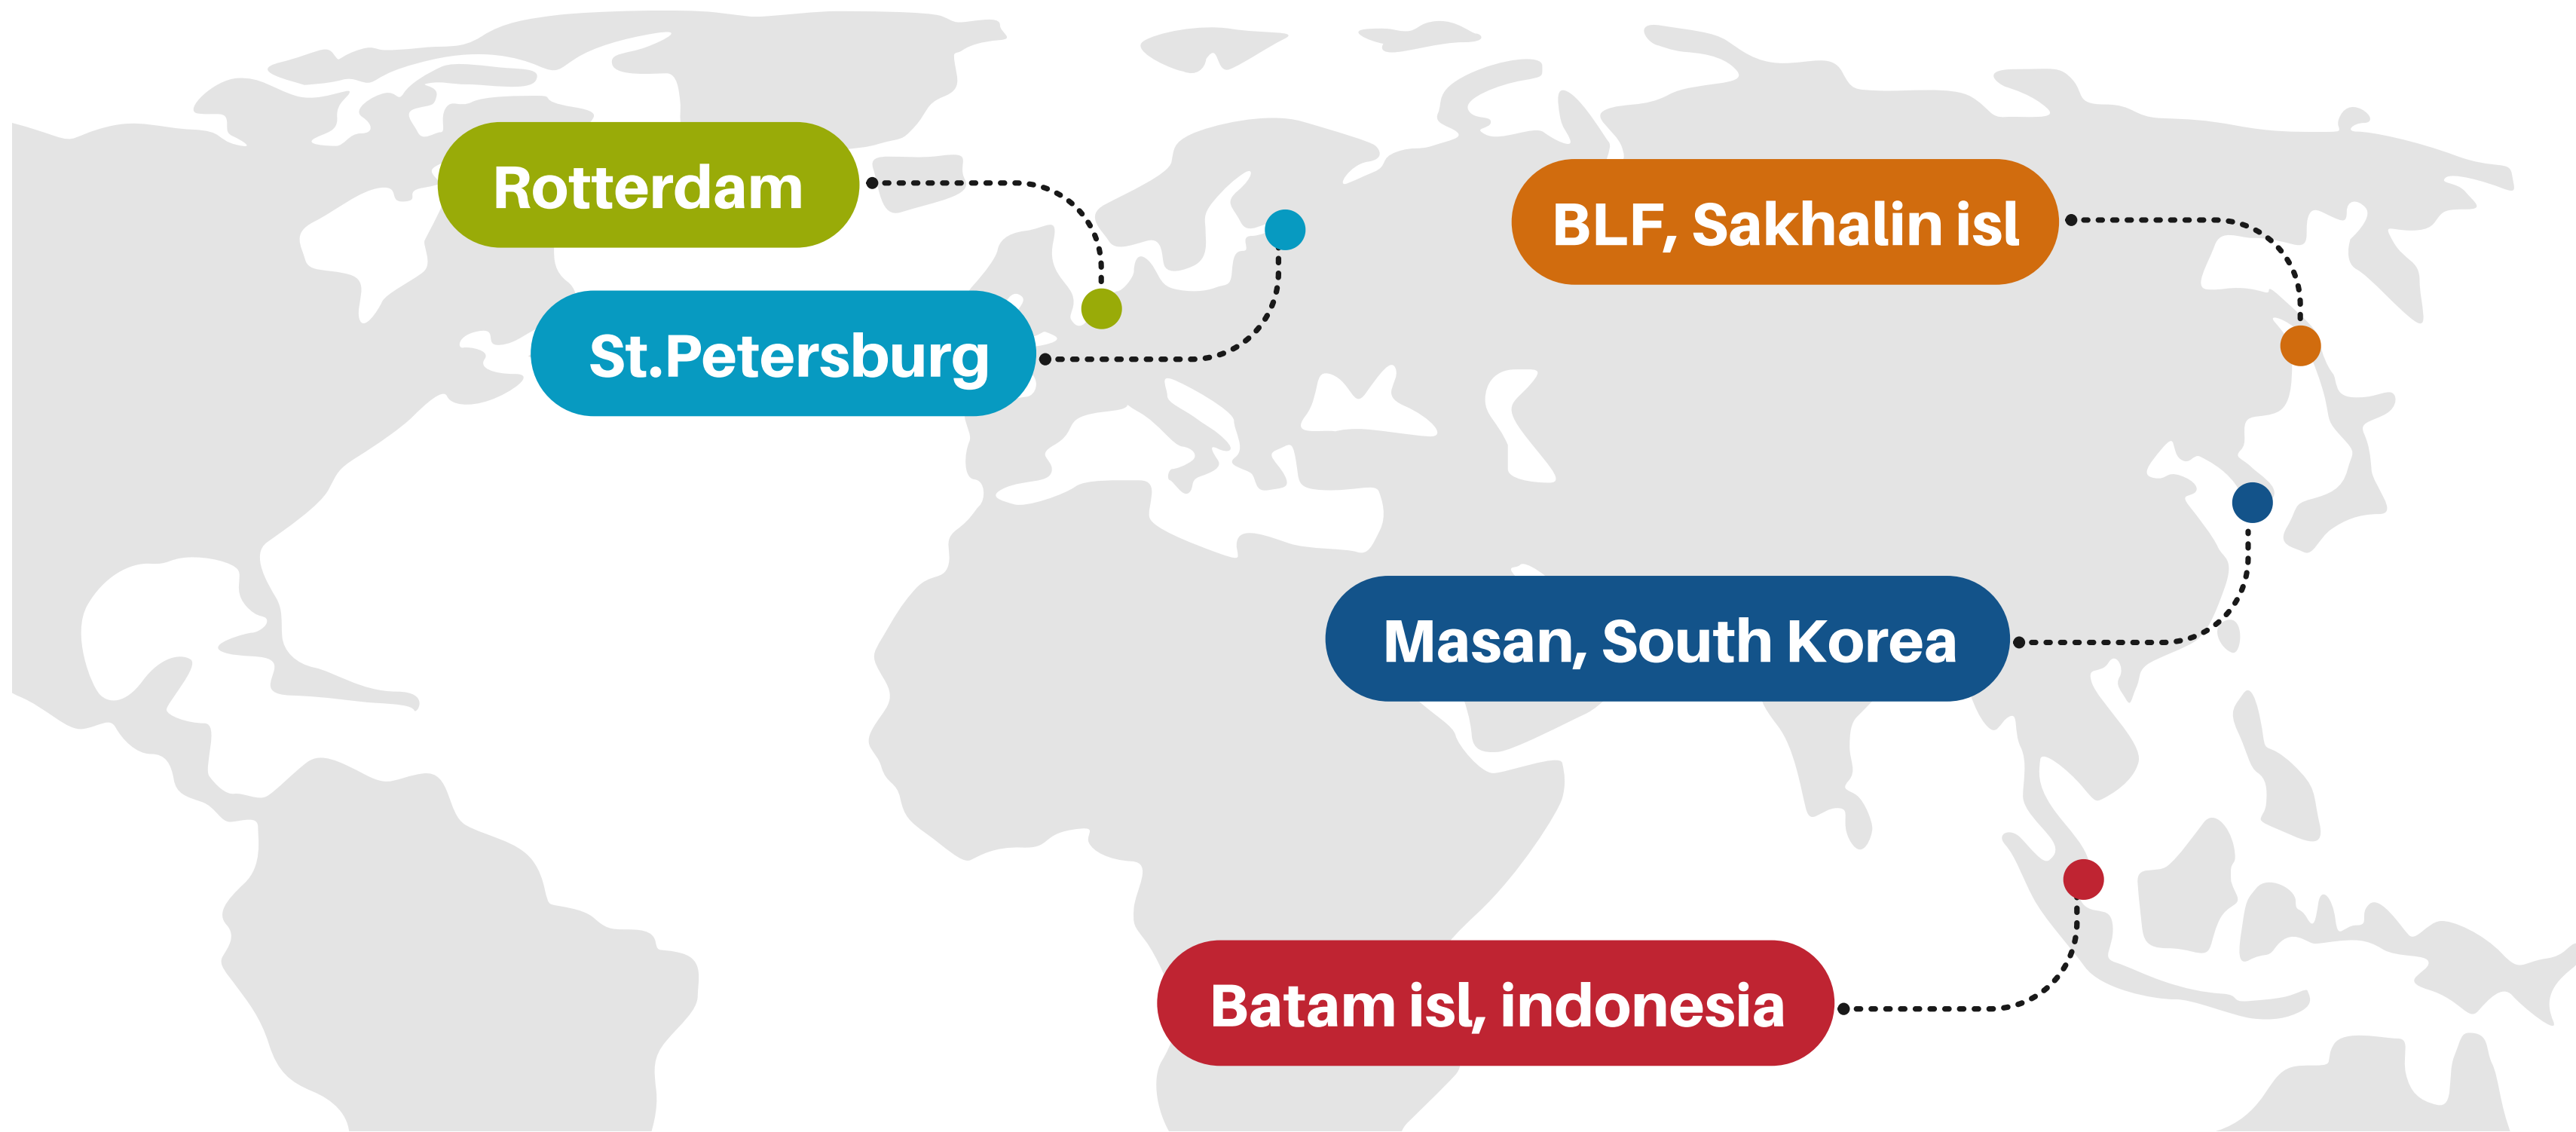 Rotterdam
BLF, Sakhalin isl
St.Petersburg
Masan, South Korea
Batam isl, indonesia